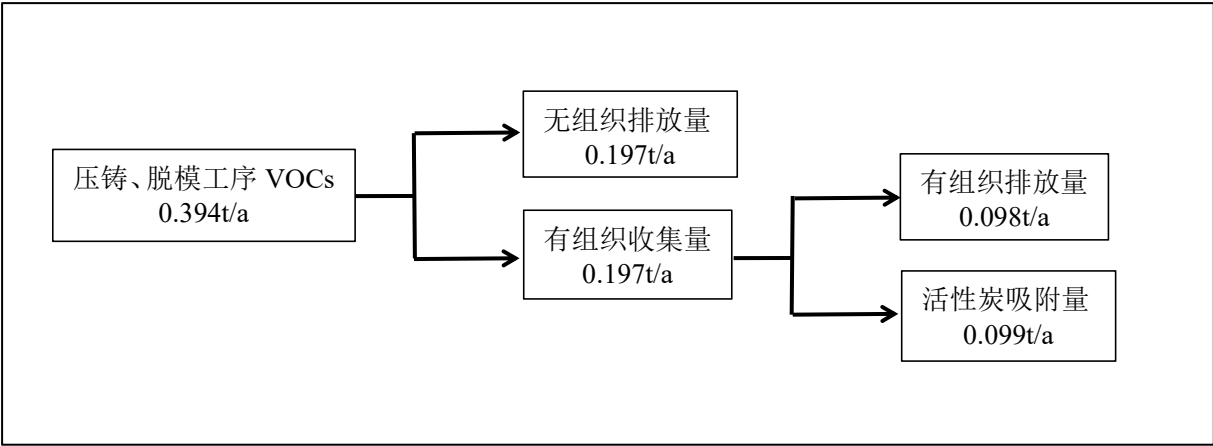 压铸、脱模工序 VOCs
0.394t/a
无组织排放量
0.197t/a
有组织收集量
0.197t/a
有组织排放量
0.098t/a
活性炭吸附量
0.099t/a